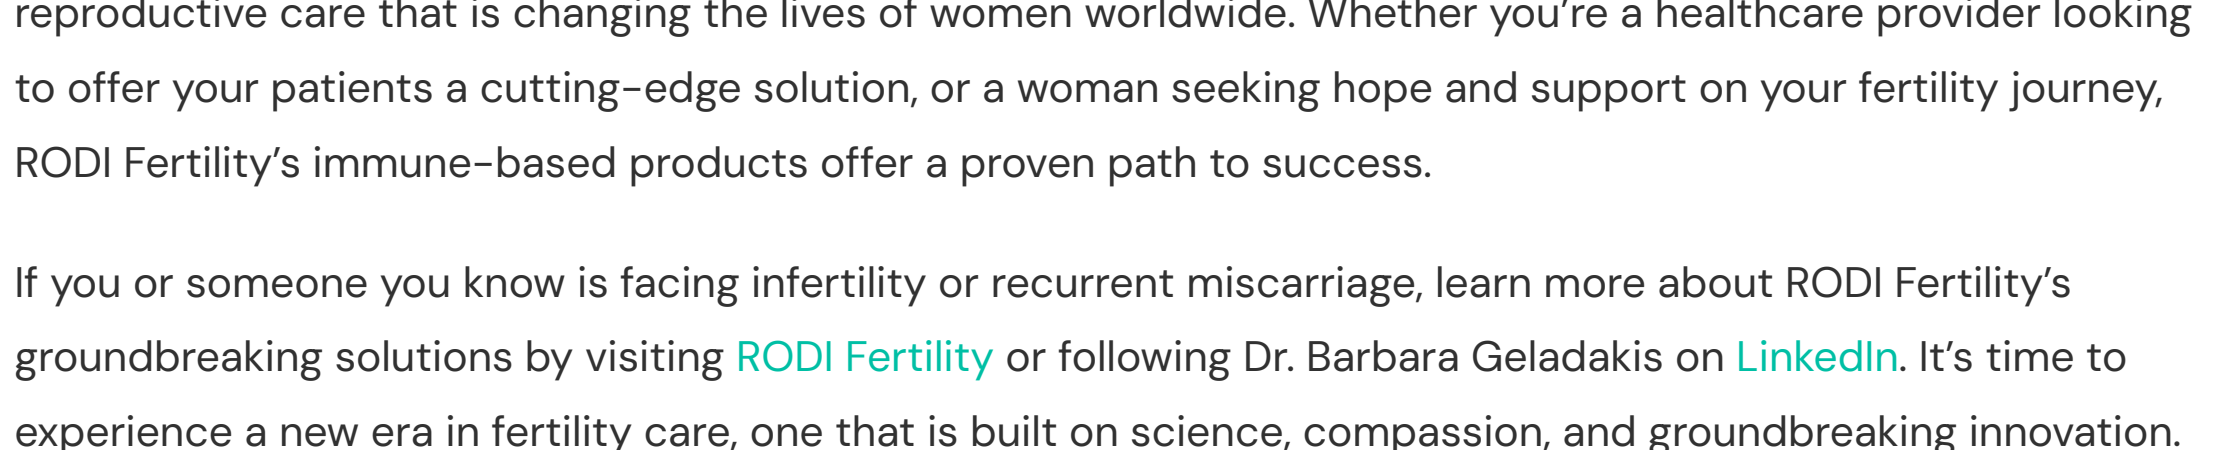 reproductive care that is changing the lives of women worldwide. Whether you’re a healthcare provider looking
to offer your patients a cutting-edge solution, or a woman seeking hope and support on your fertility journey,
RODI Fertility’s immune-based products offer a proven path to success.
If you or someone you know is facing infertility or recurrent miscarriage, learn more about RODI Fertility’s
groundbreaking solutions by visiting RODI Fertility or following Dr. Barbara Geladakis on LinkedIn. It’s time to
experience a new era in fertility care, one that is built on science, compassion, and groundbreaking innovation.